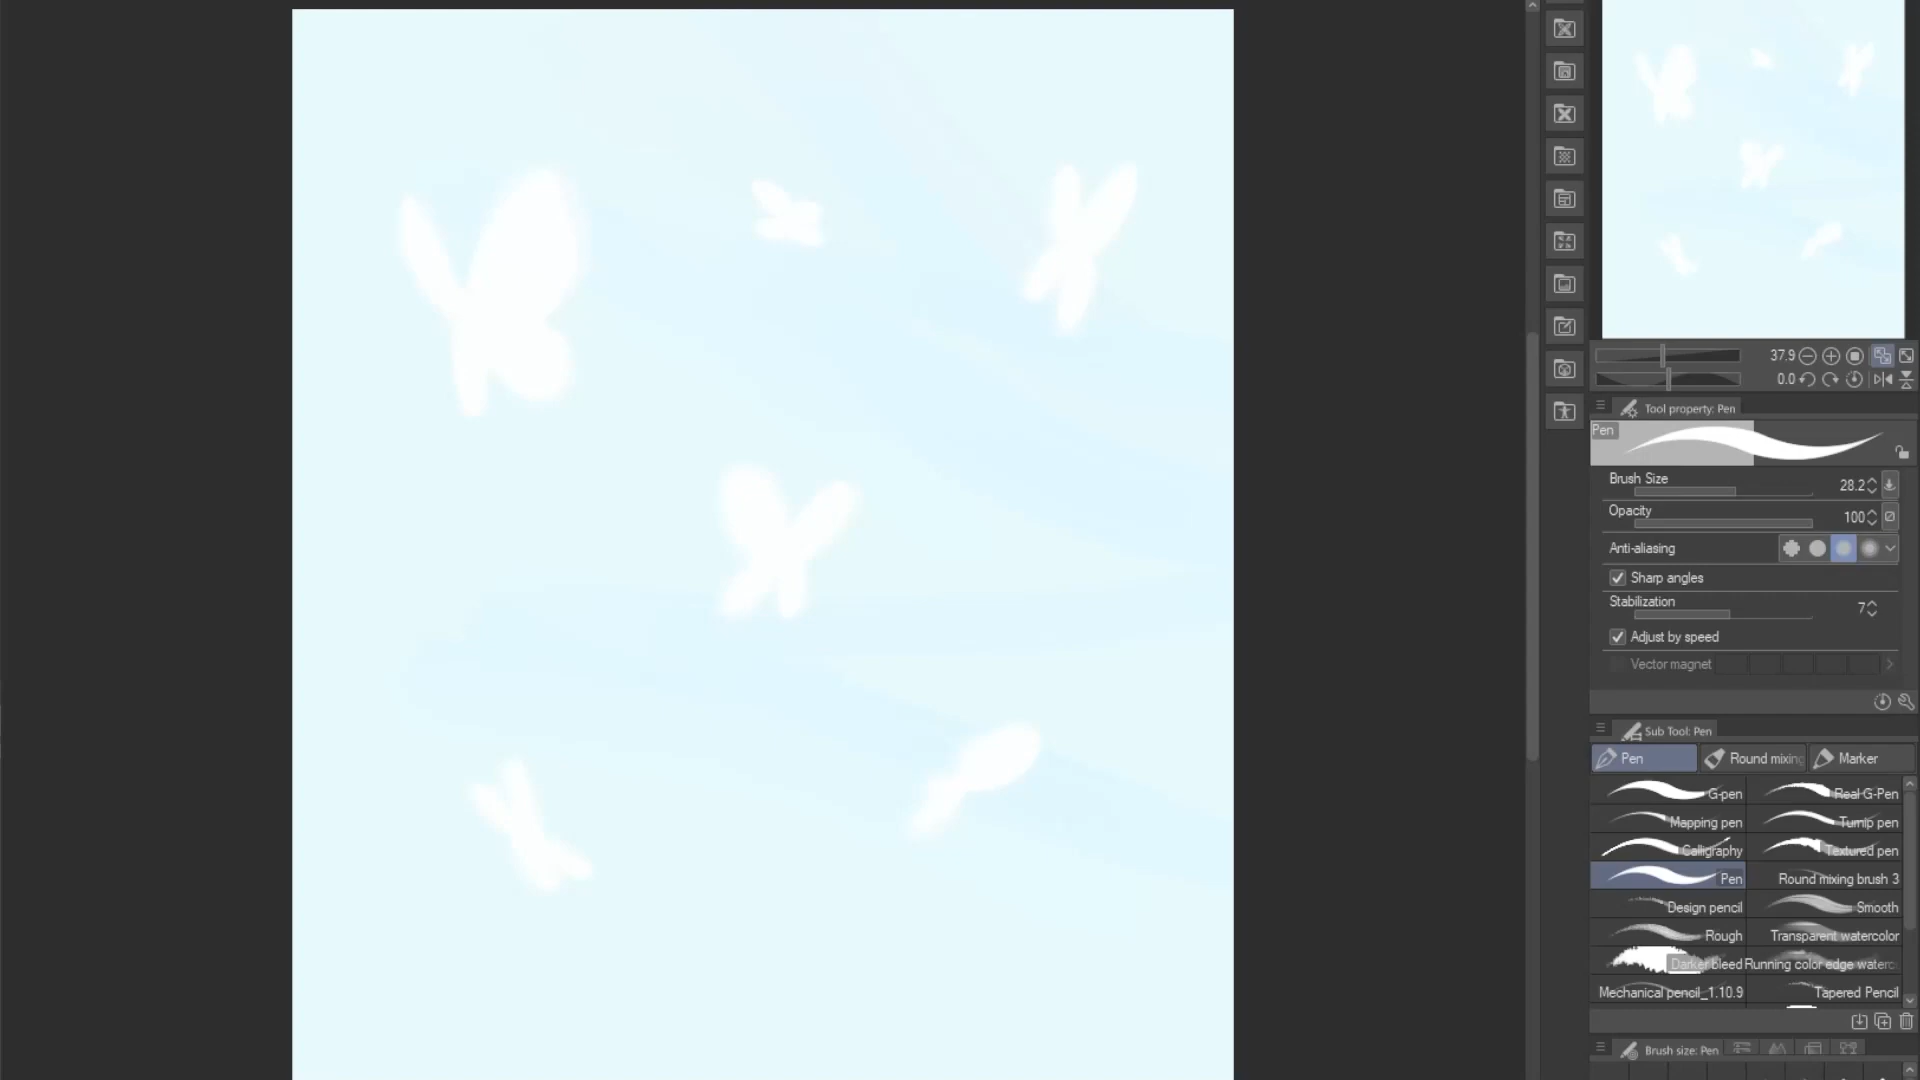 37.9
0.0
Tool property: Pen
Pen
Brush Size 28.2
Opacity 100
Anti-aliasing
Sharp angles
Stabilization 7
Adjust by speed
Vector magnet
Sub Tool: Pen
Pen Round mixing Marker
G-pen Real G-Pen
Mapping pen Turnip pen
Calligraphy Textured pen
Pen Round mixing brush 3
Design pencil Smooth
Rough Transparent watercolor
Darker bleed Running color edge waterc
Mechanical pencil_1.10.9 Tapered Pencil
Brush size: Pen